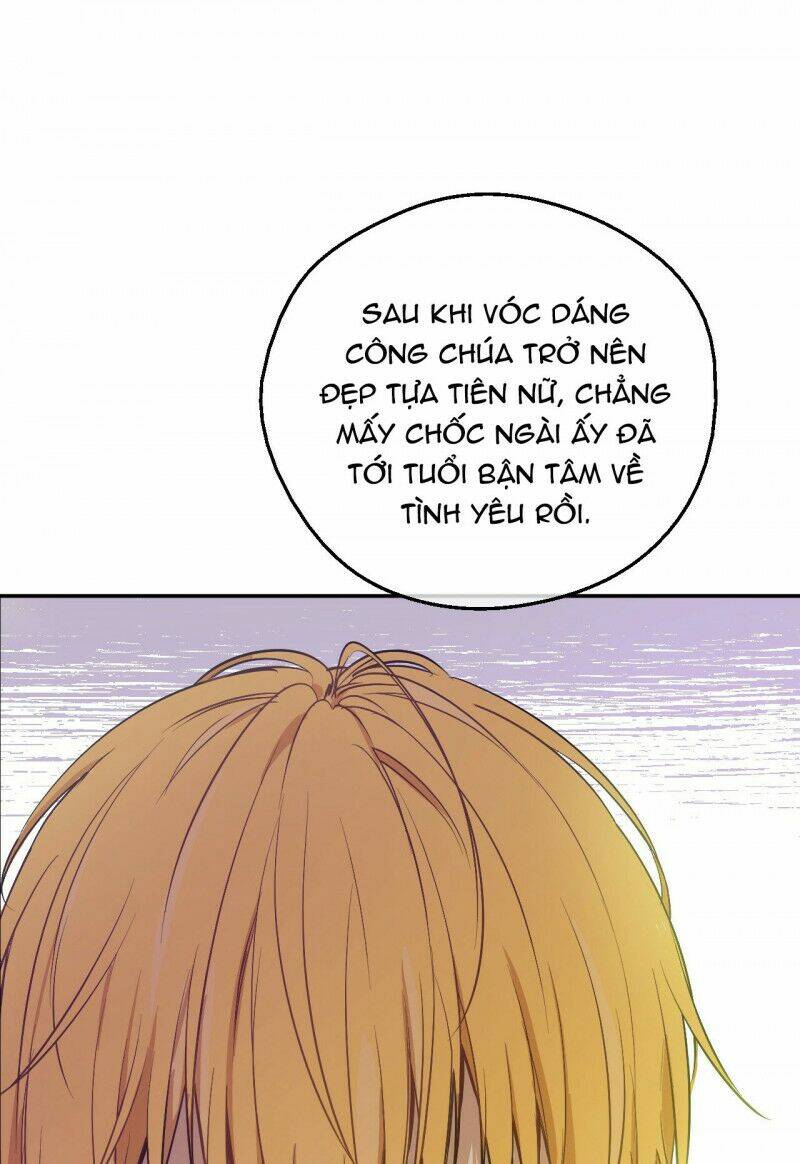 SAU KHI VÓC DÁNG
CÔNG CHÚA TRỞ NÊN
ĐẸP TỰA TIÊN NỮ, CHẲNG
MẤY CHỐC NGÀI ẤY ĐÃ
TỚI TUỔI BẬN TÂM VỀ
TÌNH YÊU RỒI.